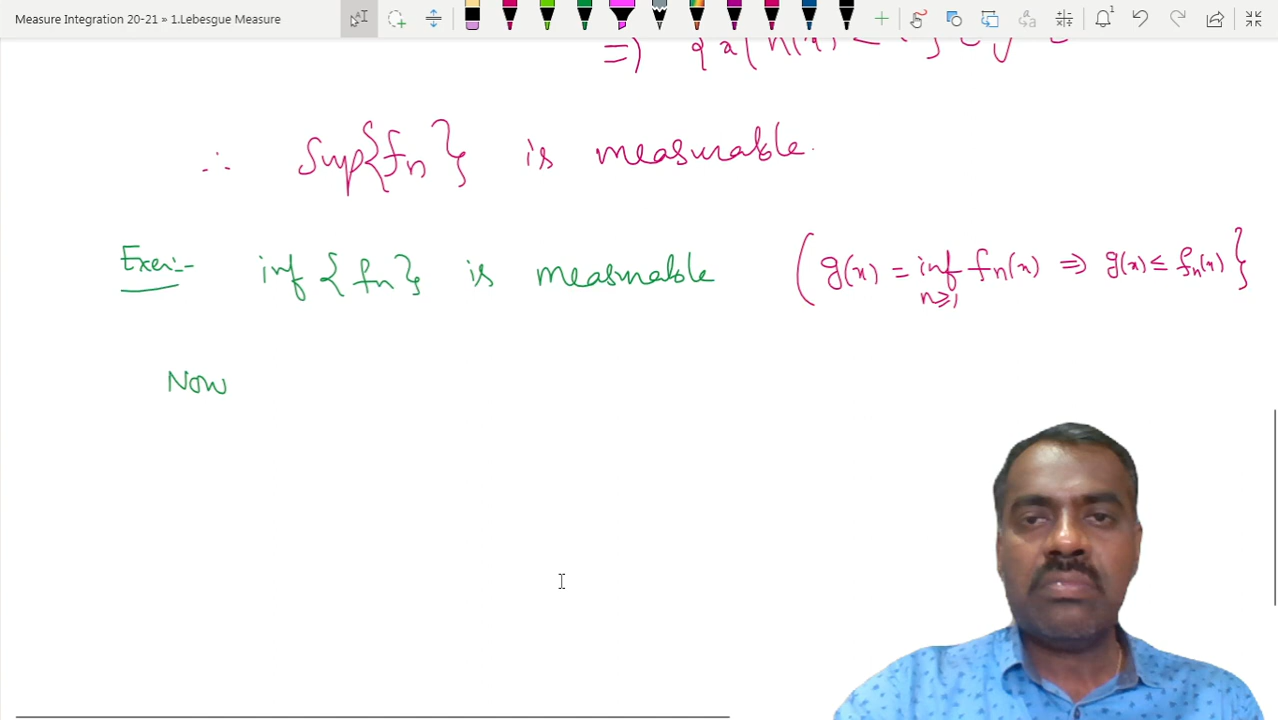 Measure Integration 20-21 » 1.Lebesgue Measure
∴ Sup{fn} is measurable.
Exer:- inf {fn} is measurable (g(x) = inf fn(x) ⇒ g(x) ≤ fn(x)}
n≥1
Now